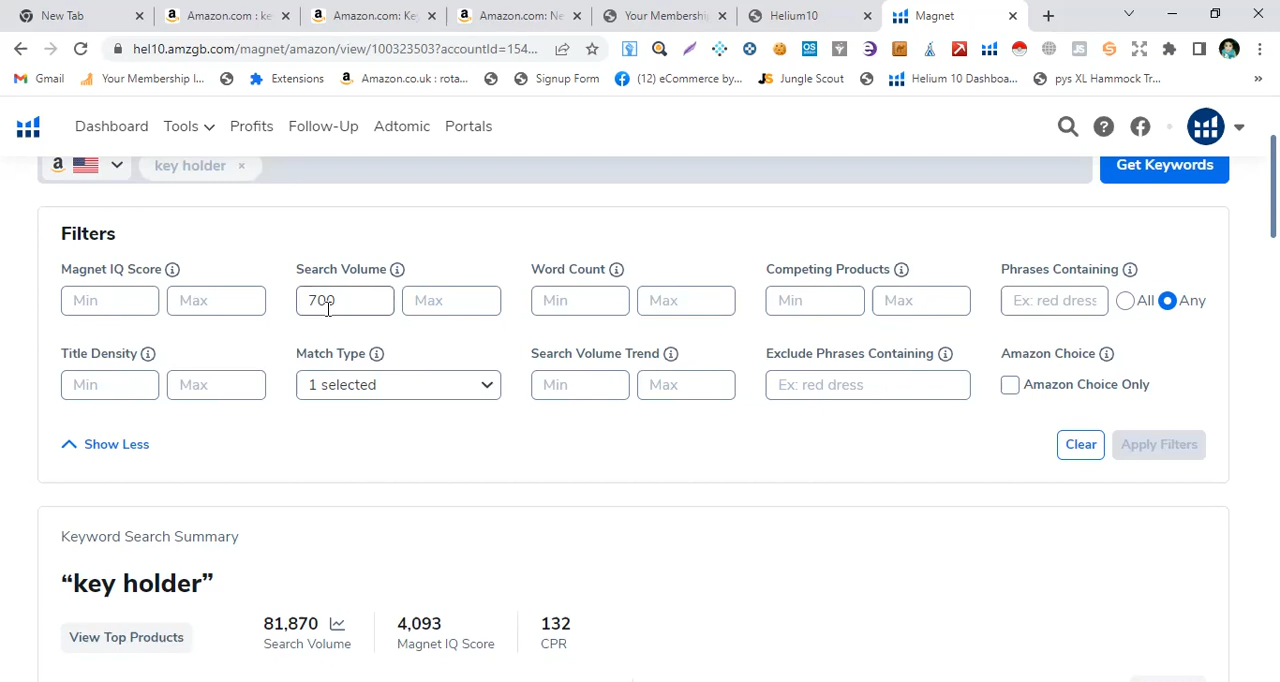 New Tab
Amazon.com : ke
Amazon.com: Ke
Amazon.com: Ne
Your Membership
Helium10
Magnet
hel10.amzgb.com/magnet/amazon/view/100323503?accountId=154...
Gmail
Your Membership I...
Extensions
Amazon.co.uk : rota...
Signup Form
(12) eCommerce by...
Jungle Scout
Helium 10 Dashboa...
pys XL Hammock Tr...
Dashboard Tools Profits Follow-Up Adtomic Portals
key holder ×
Get Keywords
Filters
Magnet IQ Score Search Volume Word Count Competing Products Phrases Containing
Min Max 700 Max Min Max Min Max Ex: red dress All Any
Title Density Match Type Search Volume Trend Exclude Phrases Containing Amazon Choice
Min Max 1 selected Min Max Ex: red dress Amazon Choice Only
Show Less Clear Apply Filters
Keyword Search Summary
“key holder”
View Top Products
81,870 4,093 132
Search Volume Magnet IQ Score CPR